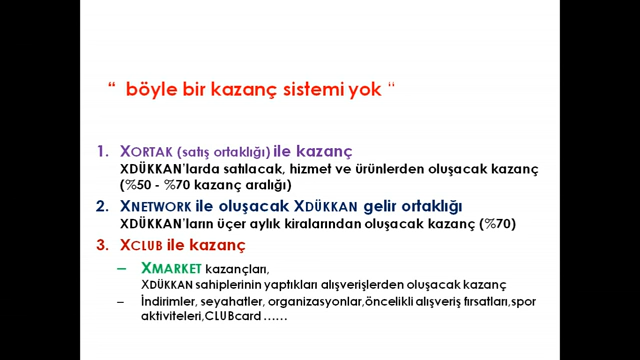 “ böyle bir kazanç sistemi yok “
1. XORTAK (satış ortaklığı) ile kazanç
XDÜKKAN'larda satılacak, hizmet ve ürünlerden oluşacak kazanç
(%50 - %70 kazanç aralığı)
2. XNETWORK ile oluşacak XDÜKKAN gelir ortaklığı
XDÜKKAN'ların üçer aylık kiralarından oluşacak kazanç (%70)
3. XCLUB ile kazanç
– XMARKET kazançları,
XDÜKKAN sahiplerinin yaptıkları alışverişlerden oluşacak kazanç
– İndirimler, seyahatler, organizasyonlar,öncelikli alışveriş fırsatları,spor
aktiviteleri,CLUBcard ……